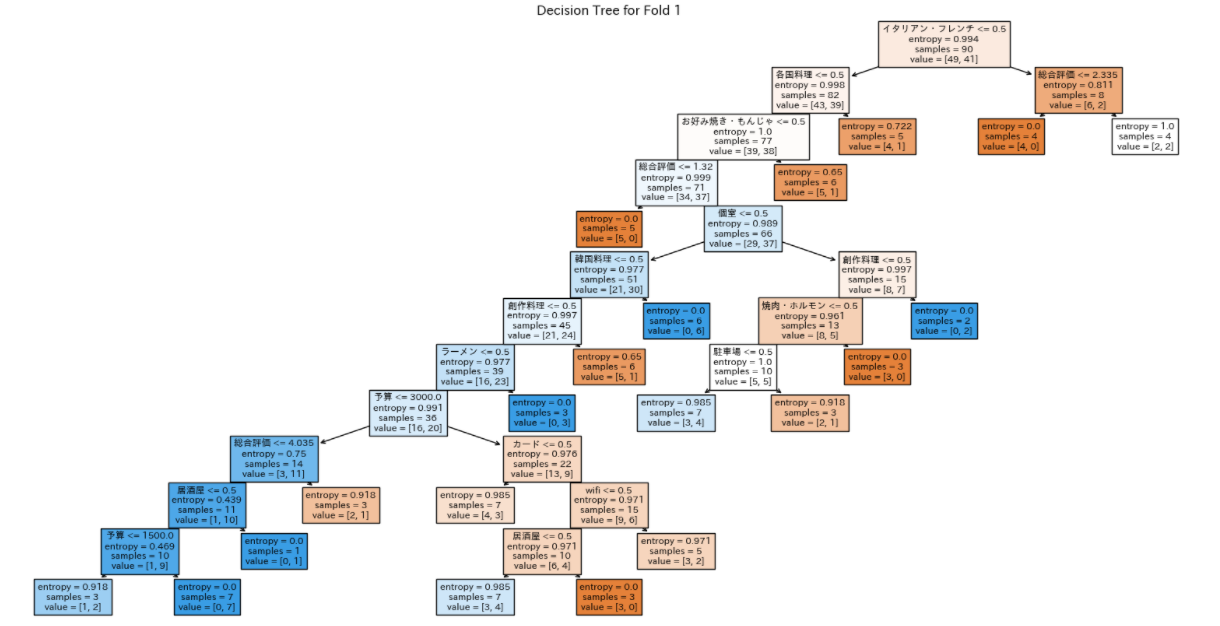 Decision Tree for Fold 1
イタリアン・フレンチ <= 0.5
entropy = 0.994
samples = 90
value = [49, 41]
各国料理 <= 0.5
entropy = 0.998
samples = 82
value = [43, 39]
総合評価 <= 2.335
entropy = 0.811
samples = 8
value = [6, 2]
お好み焼き・もんじゃ <= 0.5
entropy = 1.0
samples = 77
value = [39, 38]
entropy = 0.722
samples = 5
value = [4, 1]
entropy = 0.0
samples = 4
value = [4, 0]
entropy = 1.0
samples = 4
value = [2, 2]
総合評価 <= 1.32
entropy = 0.999
samples = 71
value = [34, 37]
entropy = 0.65
samples = 6
value = [5, 1]
entropy = 0.0
samples = 5
value = [5, 0]
個室 <= 0.5
entropy = 0.989
samples = 66
value = [29, 37]
韓国料理 <= 0.5
entropy = 0.977
samples = 51
value = [21, 30]
創作料理 <= 0.5
entropy = 0.997
samples = 15
value = [8, 7]
創作料理 <= 0.5
entropy = 0.997
samples = 45
value = [21, 24]
entropy = 0.0
samples = 6
value = [0, 6]
焼肉・ホルモン <= 0.5
entropy = 0.961
samples = 13
value = [8, 5]
entropy = 0.0
samples = 2
value = [0, 2]
ラーメン <= 0.5
entropy = 0.977
samples = 39
value = [16, 23]
entropy = 0.65
samples = 6
value = [5, 1]
駐車場 <= 0.5
entropy = 1.0
samples = 10
value = [5, 5]
entropy = 0.0
samples = 3
value = [3, 0]
予算 <= 3000.0
entropy = 0.991
samples = 36
value = [16, 20]
entropy = 0.0
samples = 3
value = [0, 3]
entropy = 0.985
samples = 7
value = [3, 4]
entropy = 0.918
samples = 3
value = [2, 1]
総合評価 <= 4.035
entropy = 0.75
samples = 14
value = [3, 11]
カード <= 0.5
entropy = 0.976
samples = 22
value = [13, 9]
居酒屋 <= 0.5
entropy = 0.439
samples = 11
value = [1, 10]
entropy = 0.918
samples = 3
value = [2, 1]
entropy = 0.985
samples = 7
value = [4, 3]
wifi <= 0.5
entropy = 0.971
samples = 15
value = [9, 6]
予算 <= 1500.0
entropy = 0.469
samples = 10
value = [1, 9]
entropy = 0.0
samples = 1
value = [0, 1]
居酒屋 <= 0.5
entropy = 0.971
samples = 10
value = [6, 4]
entropy = 0.971
samples = 5
value = [3, 2]
entropy = 0.918
samples = 3
value = [1, 2]
entropy = 0.0
samples = 7
value = [0, 7]
entropy = 0.985
samples = 7
value = [3, 4]
entropy = 0.0
samples = 3
value = [3, 0]